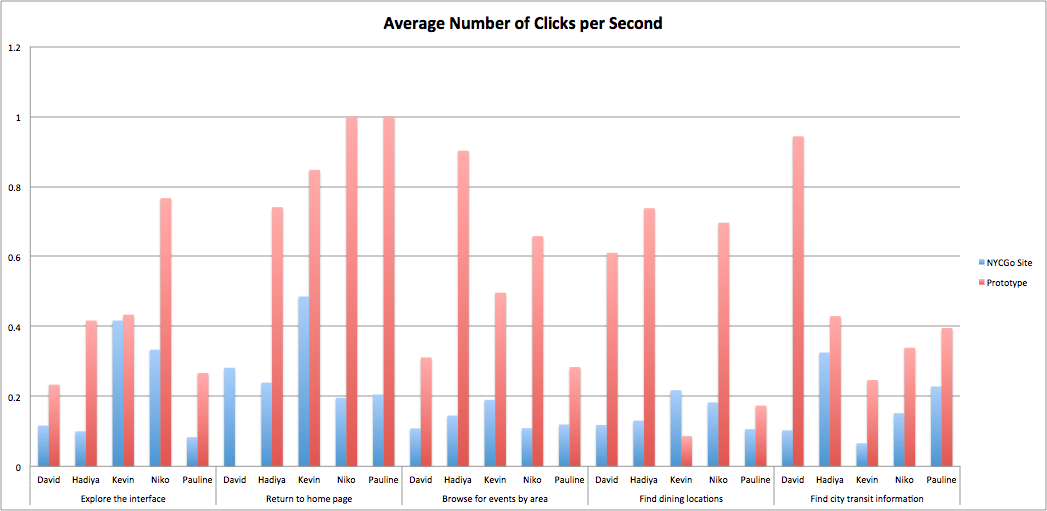 Average Number of Clicks per Second
1.2
1
0.8
0.6
0.4
0.2
0
NYCGo Site
Prototype
David Hadiya Kevin Niko Pauline David Hadiya Kevin Niko Pauline David Hadiya Kevin Niko Pauline David Hadiya Kevin Niko Pauline David Hadiya Kevin Niko Pauline
Explore the interface Return to home page Browse for events by area Find dining locations Find city transit information